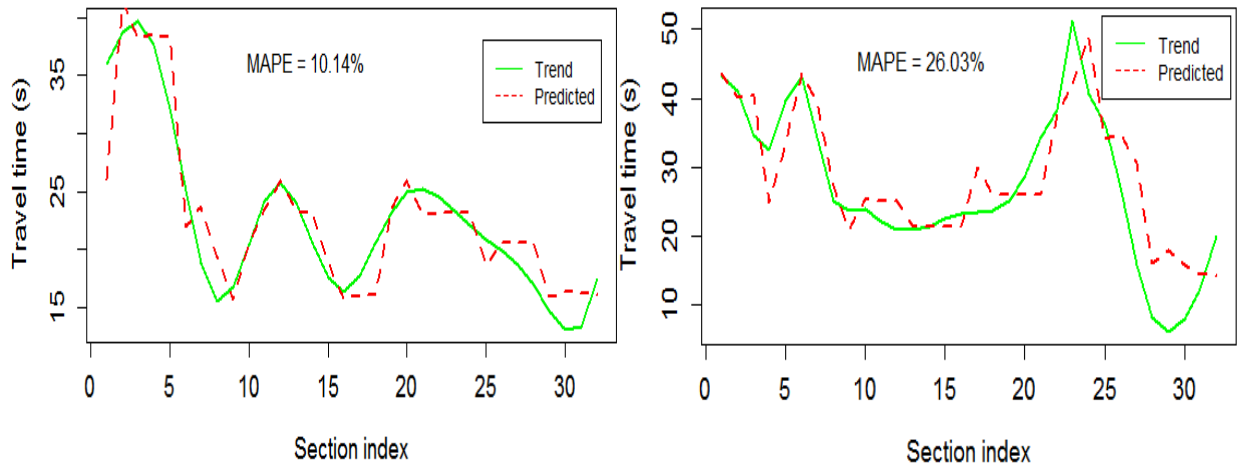 MAPE = 10.14%
Trend
Predicted
Travel time (s)
35
25
15
0 5 10 15 20 25 30
Section index
MAPE = 26.03%
Trend
Predicted
Travel time (s)
50
40
30
20
10
0 5 10 15 20 25 30
Section index